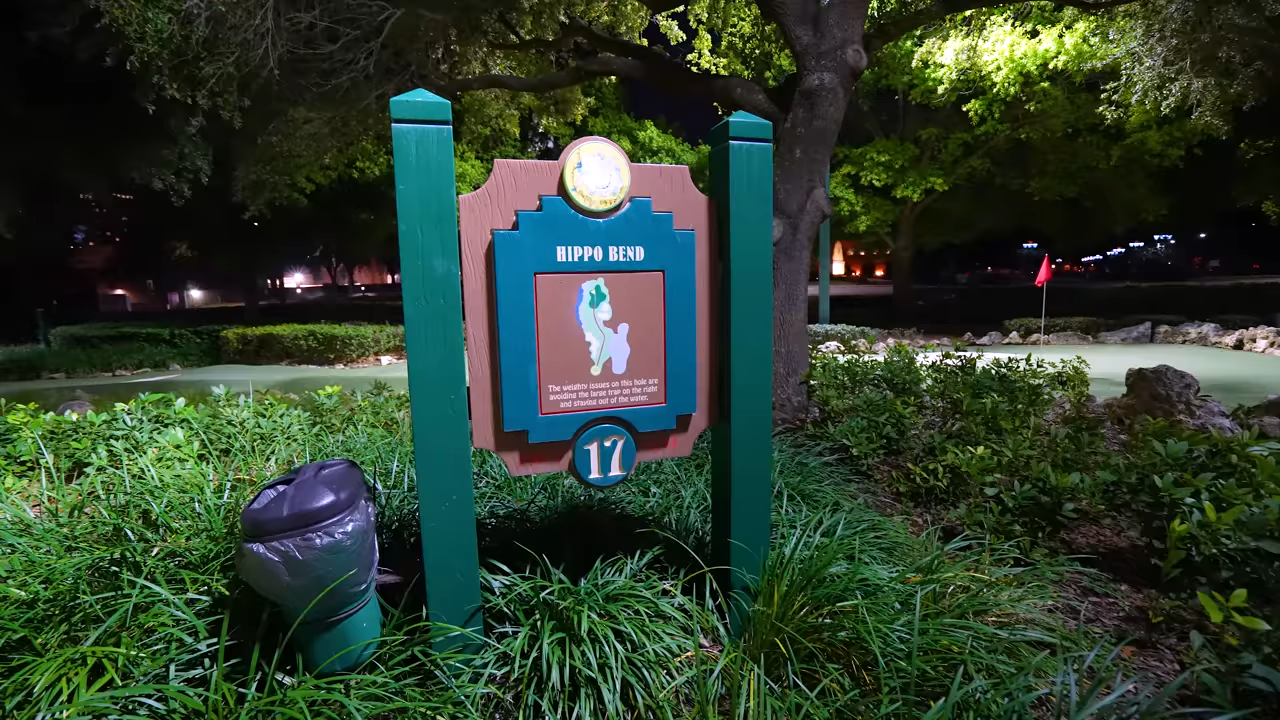 HIPPO BEND
The weighty issues on this hole are
avoiding the large trap on the right
and staying out of the water.
17